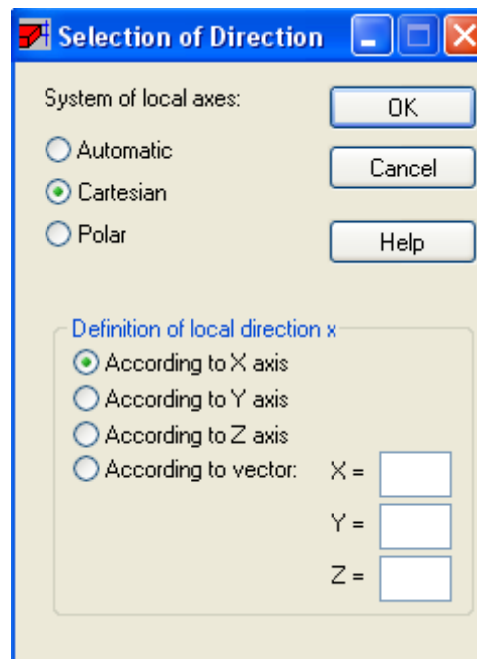 Selection of Direction
System of local axes:
OK
Automatic
Cancel
Cartesian
Polar
Help
Definition of local direction x
According to X axis
According to Y axis
According to Z axis
According to vector: X =
Y =
Z =